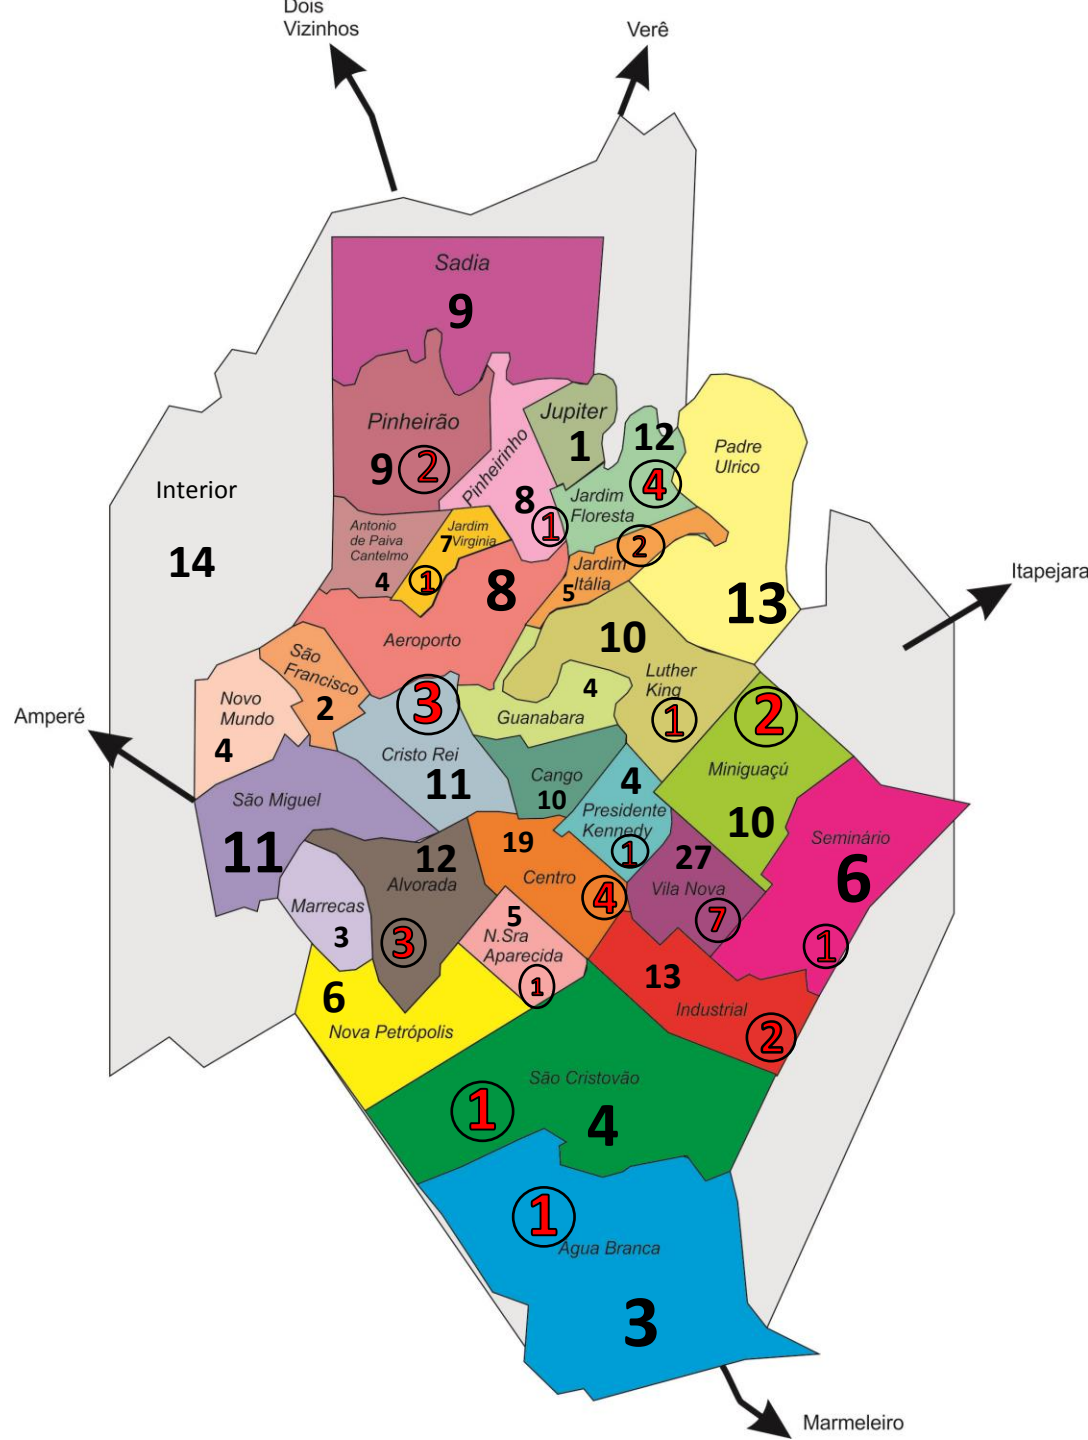 Dois
Vizinhos
Verê
Sadia
9
Pinheirão
9 2
Pinheirinho
8
1
Jupiter
1
12
4
Jardim
Floresta
Padre
Ulrico
13
Interior
14
Antonio
de Paiva
Cantelmo
4
Jardim
Virginia
7
1
2
Jardim
Itália
5
8
Aeroporto
3
10
Luther
King
1
Itapejara
São
Francisco
2
Novo
Mundo
4
4
Guanabara
Amperé
Cristo Rei
11
Cango
10
4
Presidente
Kennedy
1
2
Miniguaçú
10
São Miguel
11
Seminário
6
1
12
Alvorada
3
19
Centro
4
27
Vila Nova
7
Marrecas
3
5
N.Sra
Aparecida
1
13
Industrial
2
6
Nova Petrópolis
São Cristovão
1
4
1
Água Branca
3
Marmeleiro